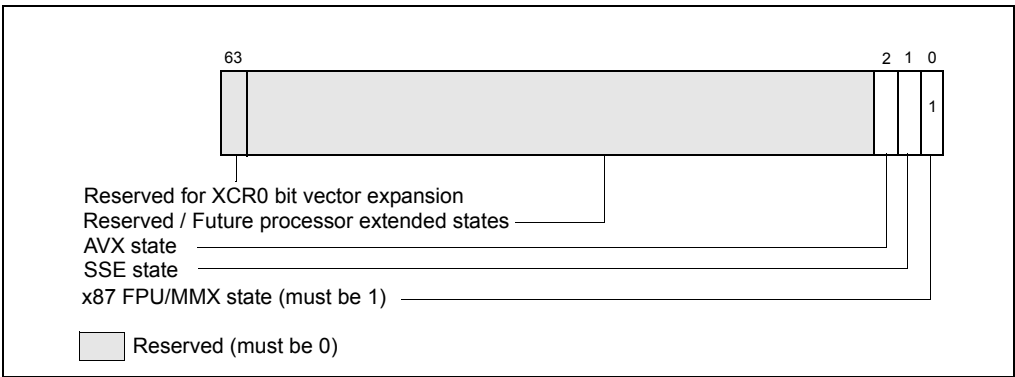 63 2 1 0
1
Reserved for XCR0 bit vector expansion
Reserved / Future processor extended states
AVX state
SSE state
x87 FPU/MMX state (must be 1)
Reserved (must be 0)